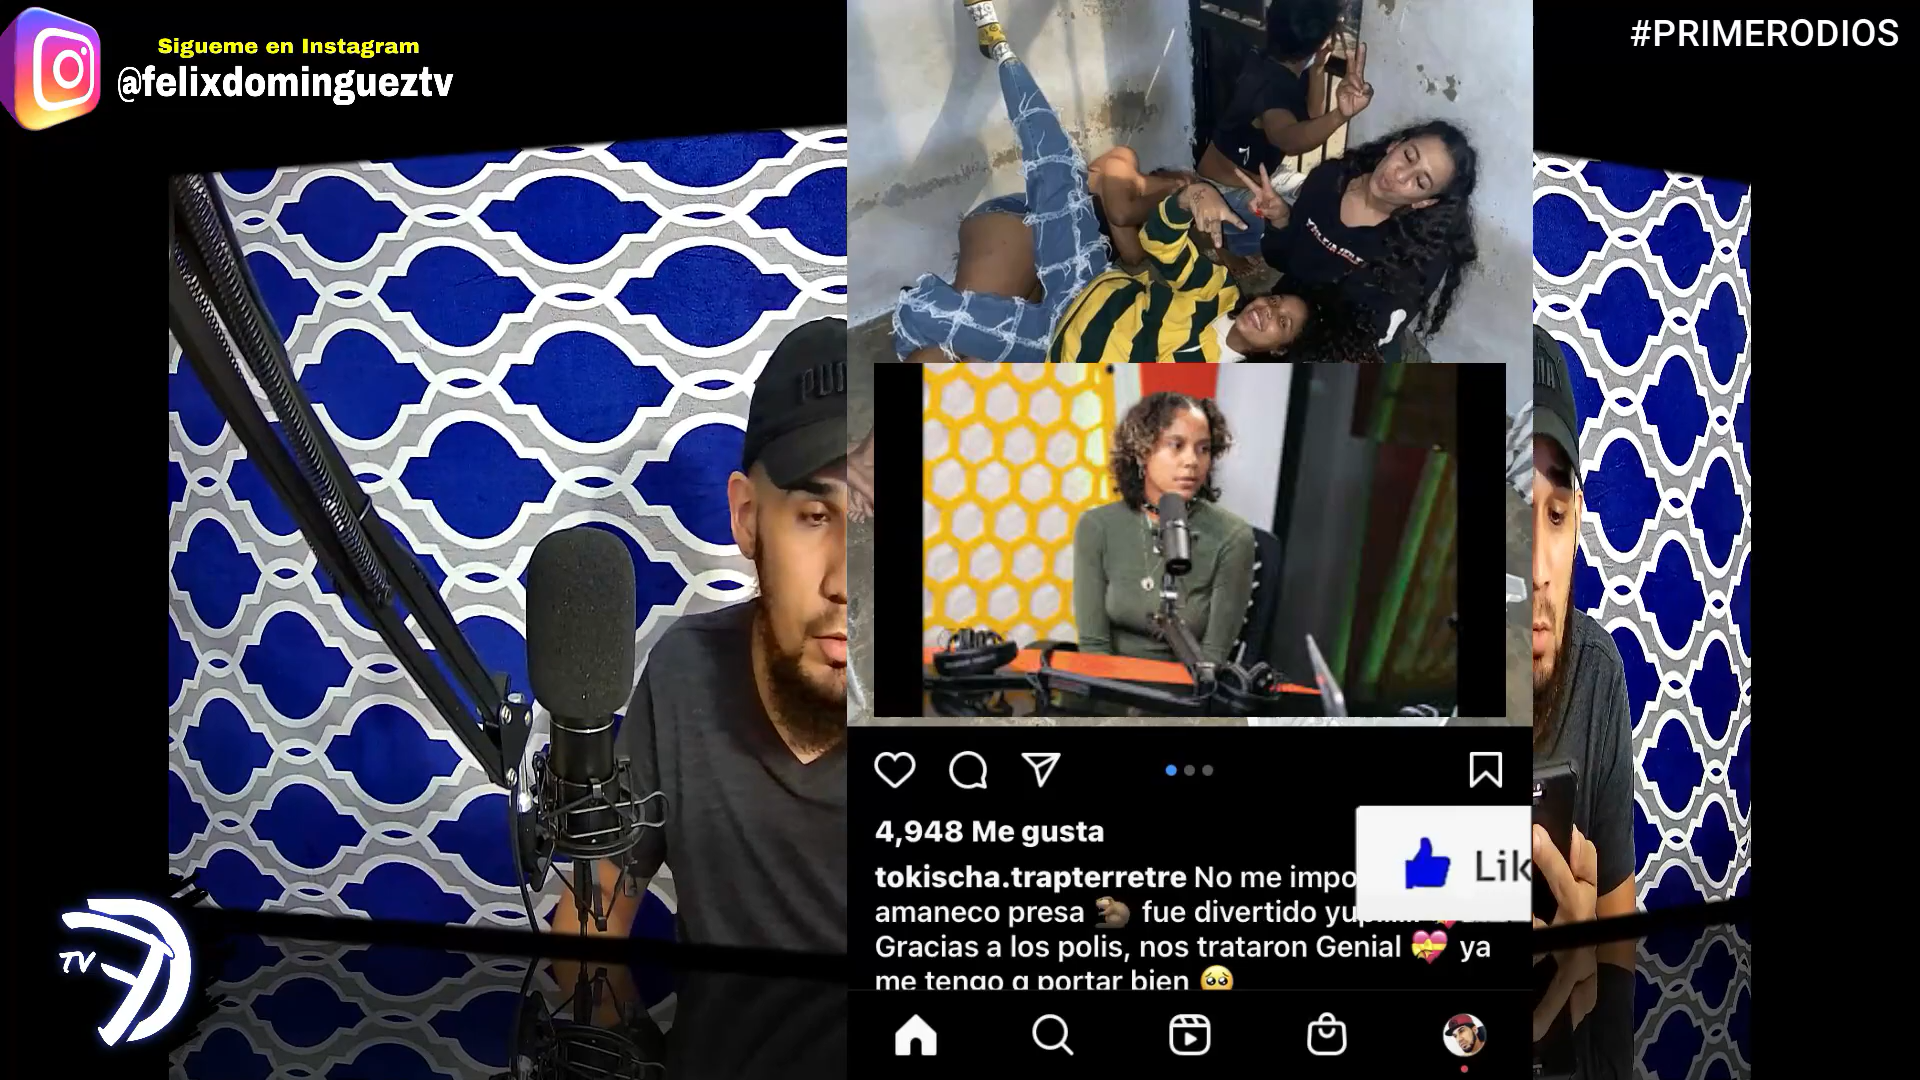 Sigueme en Instagram
@felixdomingueztv
#PRIMERODIOS
4,948 Me gusta
tokischa.trapterretre No me impo
Lik
amaneco presa 🐿️ fue divertido
Gracias a los polis, nos trataron Genial 💝 ya
me tengo q portar bien 🥺
TV